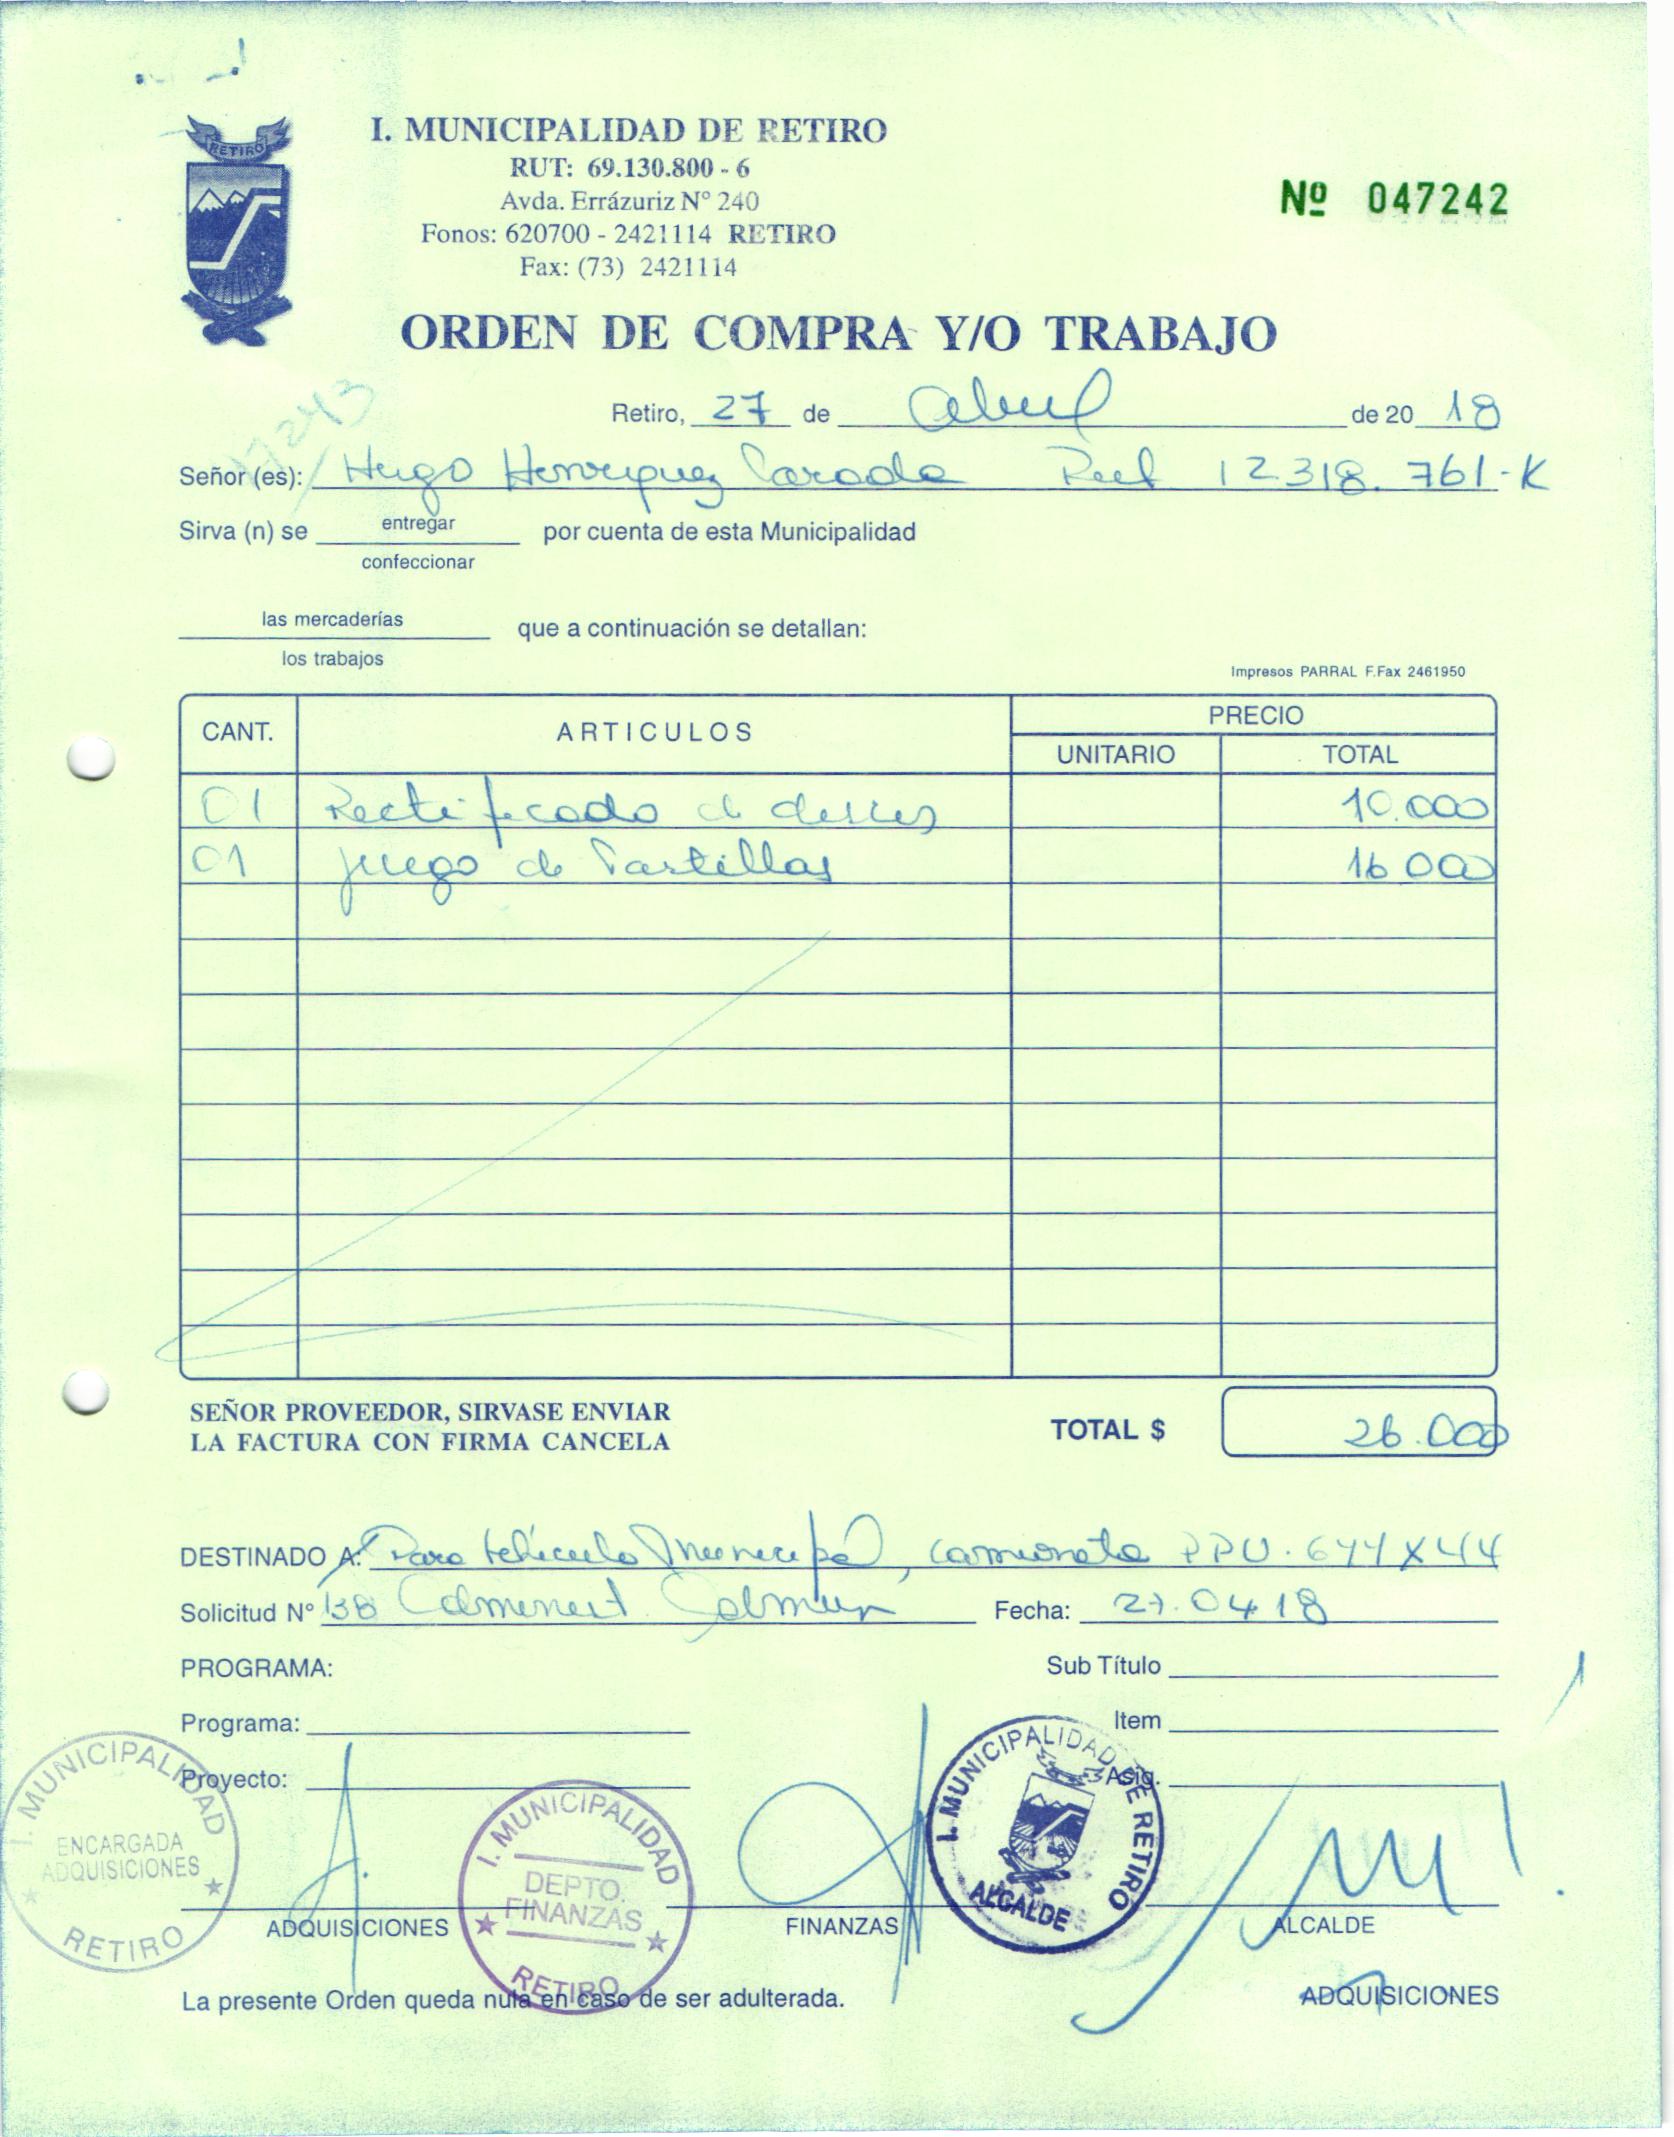 RETIRO
I. MUNICIPALIDAD DE RETIRO
RUT: 69.130.800 - 6
Avda. Errázuriz N° 240
Fonos: 620700 - 2421114 RETIRO
Fax: (73) 2421114
Nº 047242
ORDEN DE COMPRA Y/O TRABAJO
Retiro, 27 de abril de 2018
Señor (es): Hugo Henriquez Rut 12.318.761-K
Sirva (n) se entregar por cuenta de esta Municipalidad
confeccionar
las mercaderías que a continuación se detallan:
los trabajos
Impresos PARRAL F.Fax 2461950
CANT. ARTICULOS PRECIO
UNITARIO TOTAL
01 Rectificado de discos 10.000
01 juego de Pastillas 16.000
SEÑOR PROVEEDOR, SIRVASE ENVIAR
LA FACTURA CON FIRMA CANCELA
TOTAL $ 26.000
DESTINADO A: Para Vehículo Municipal, camioneta PPU.
Solicitud N° 138 Fecha: 27.04.18
PROGRAMA: Sub Título
Programa: Item
Proyecto: Asig.
I. MUNICIPALIDAD
ENCARGADA
ADQUISICIONES
RETIRO
I. MUNICIPALIDAD
DEPTO.
FINANZAS
RETIRO
I. MUNICIPALIDAD DE RETIRO
ALCALDE
ADQUISICIONES FINANZAS ALCALDE
La presente Orden queda nula en caso de ser adulterada. ADQUISICIONES